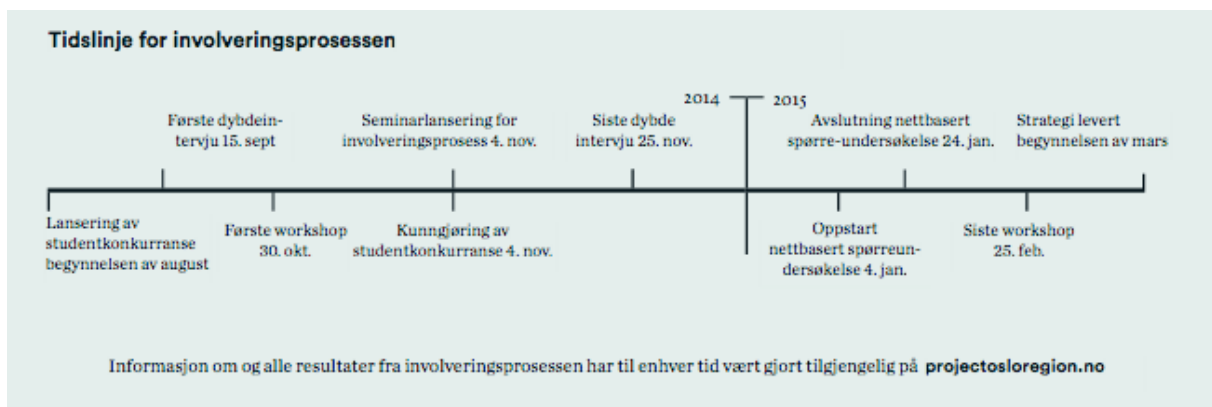 Tidslinje for involveringsprosessen
2014
2015
Første dybdein-
tervju 15. sept
Seminarlansering for
involveringsprosess 4. nov.
Siste dybde
intervju 25. nov.
Avslutning nettbasert
spørre-undersøkelse 24. jan.
Strategi levert
begynnelsen av mars
Lansering av
studentkonkurranse
begynnelsen av august
Første workshop
30. okt.
Kunngjøring av
studentkonkurranse 4. nov.
Oppstart
nettbasert spørreun-
dersøkelse 4. jan.
Siste workshop
25. feb.
Informasjon om og alle resultater fra involveringsprosessen har til enhver tid vært gjort tilgjengelig på projectosloregion.no